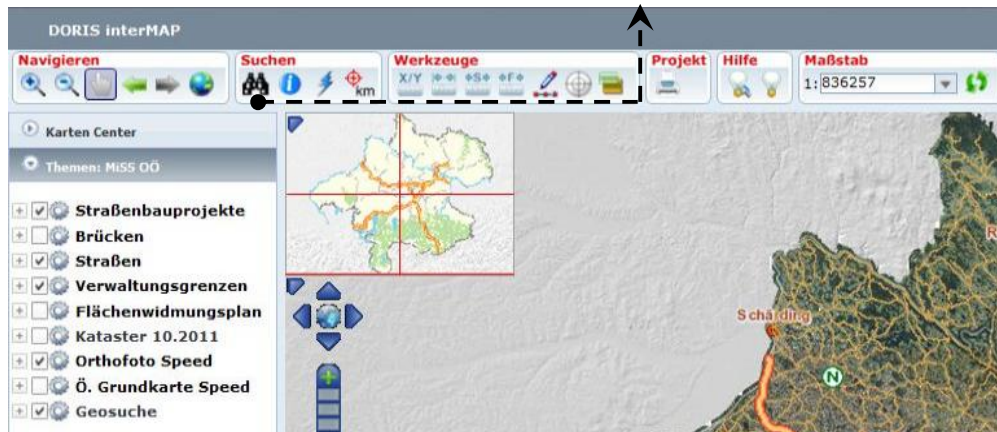 DORIS interMAP
Navigieren
Suchen
Werkzeuge
Projekt
Hilfe
Maßstab
km
X/Y
S
F
1: 836257
Karten Center
Themen: MiSS OÖ
Straßenbauprojekte
Brücken
Straßen
Verwaltungsgrenzen
Flächenwidmungsplan
Kataster 10.2011
Orthofoto Speed
Ö. Grundkarte Speed
Geosuche
Schärding
R
N